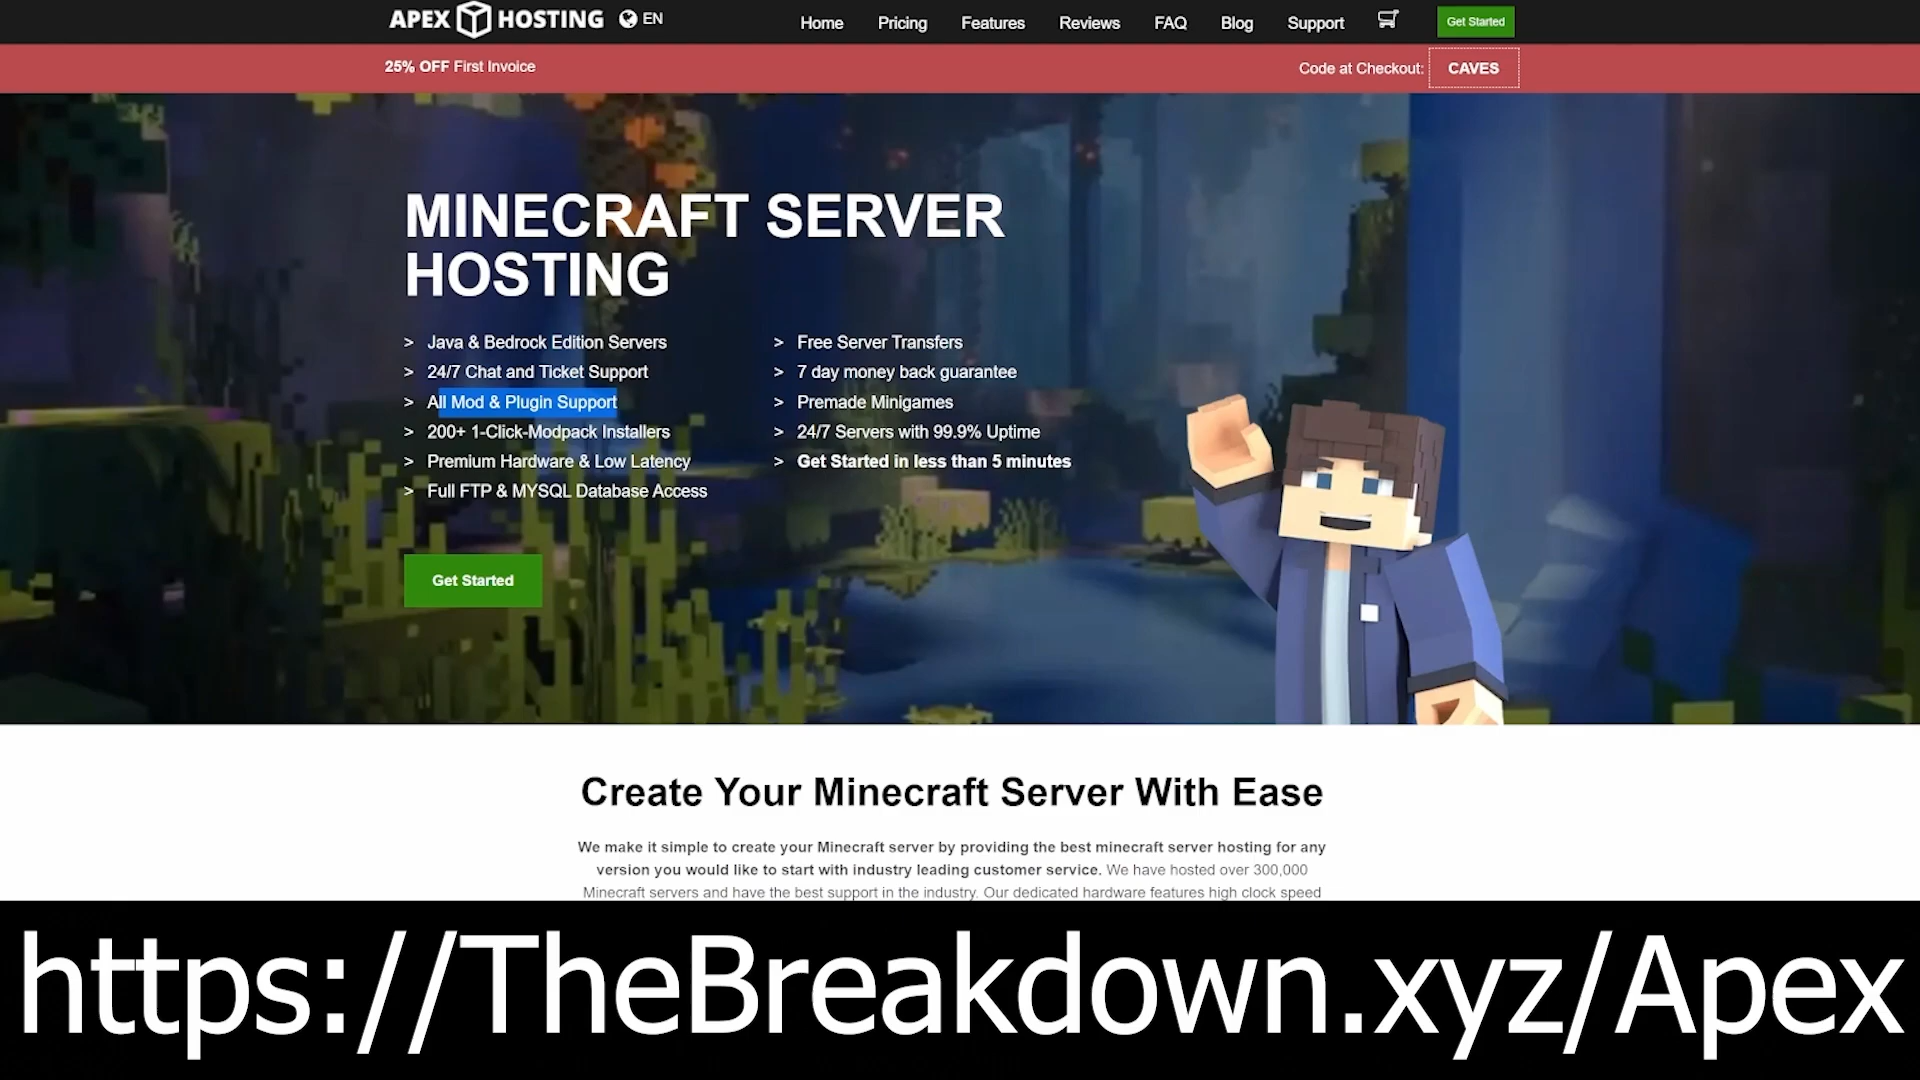 APEX HOSTING EN Home Pricing Features Reviews FAQ Blog Support Get Started
25% OFF First Invoice Code at Checkout: CAVES
MINECRAFT SERVER
HOSTING
> Java & Bedrock Edition Servers
> 24/7 Chat and Ticket Support
> All Mod & Plugin Support
> 200+ 1-Click-Modpack Installers
> Premium Hardware & Low Latency
> Full FTP & MYSQL Database Access
> Free Server Transfers
> 7 day money back guarantee
> Premade Minigames
> 24/7 Servers with 99.9% Uptime
> Get Started in less than 5 minutes
Get Started
Create Your Minecraft Server With Ease
We make it simple to create your Minecraft server by providing the best minecraft server hosting for any
version you would like to start with industry leading customer service. We have hosted over 300,000
Minecraft servers and have the best support in the industry. Our dedicated hardware features high clock speed
https://TheBreakdown.xyz/Apex